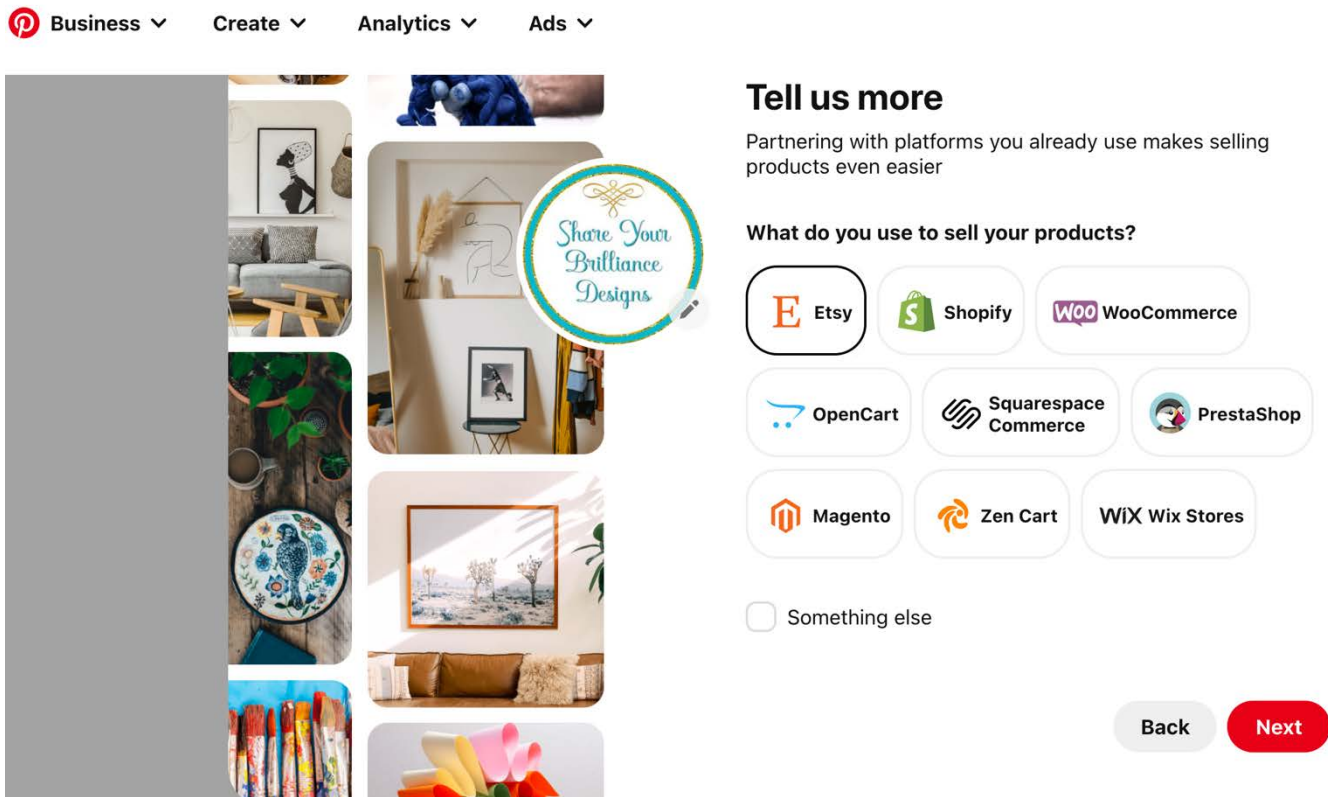 Business
Create
Analytics
Ads
Share Your
Brilliance
Designs
Tell us more
Partnering with platforms you already use makes selling
products even easier
What do you use to sell your products?
E Etsy
S Shopify
Woo WooCommerce
OpenCart
Squarespace
Commerce
PrestaShop
Magento
Zen Cart
WiX Wix Stores
Something else
Back
Next